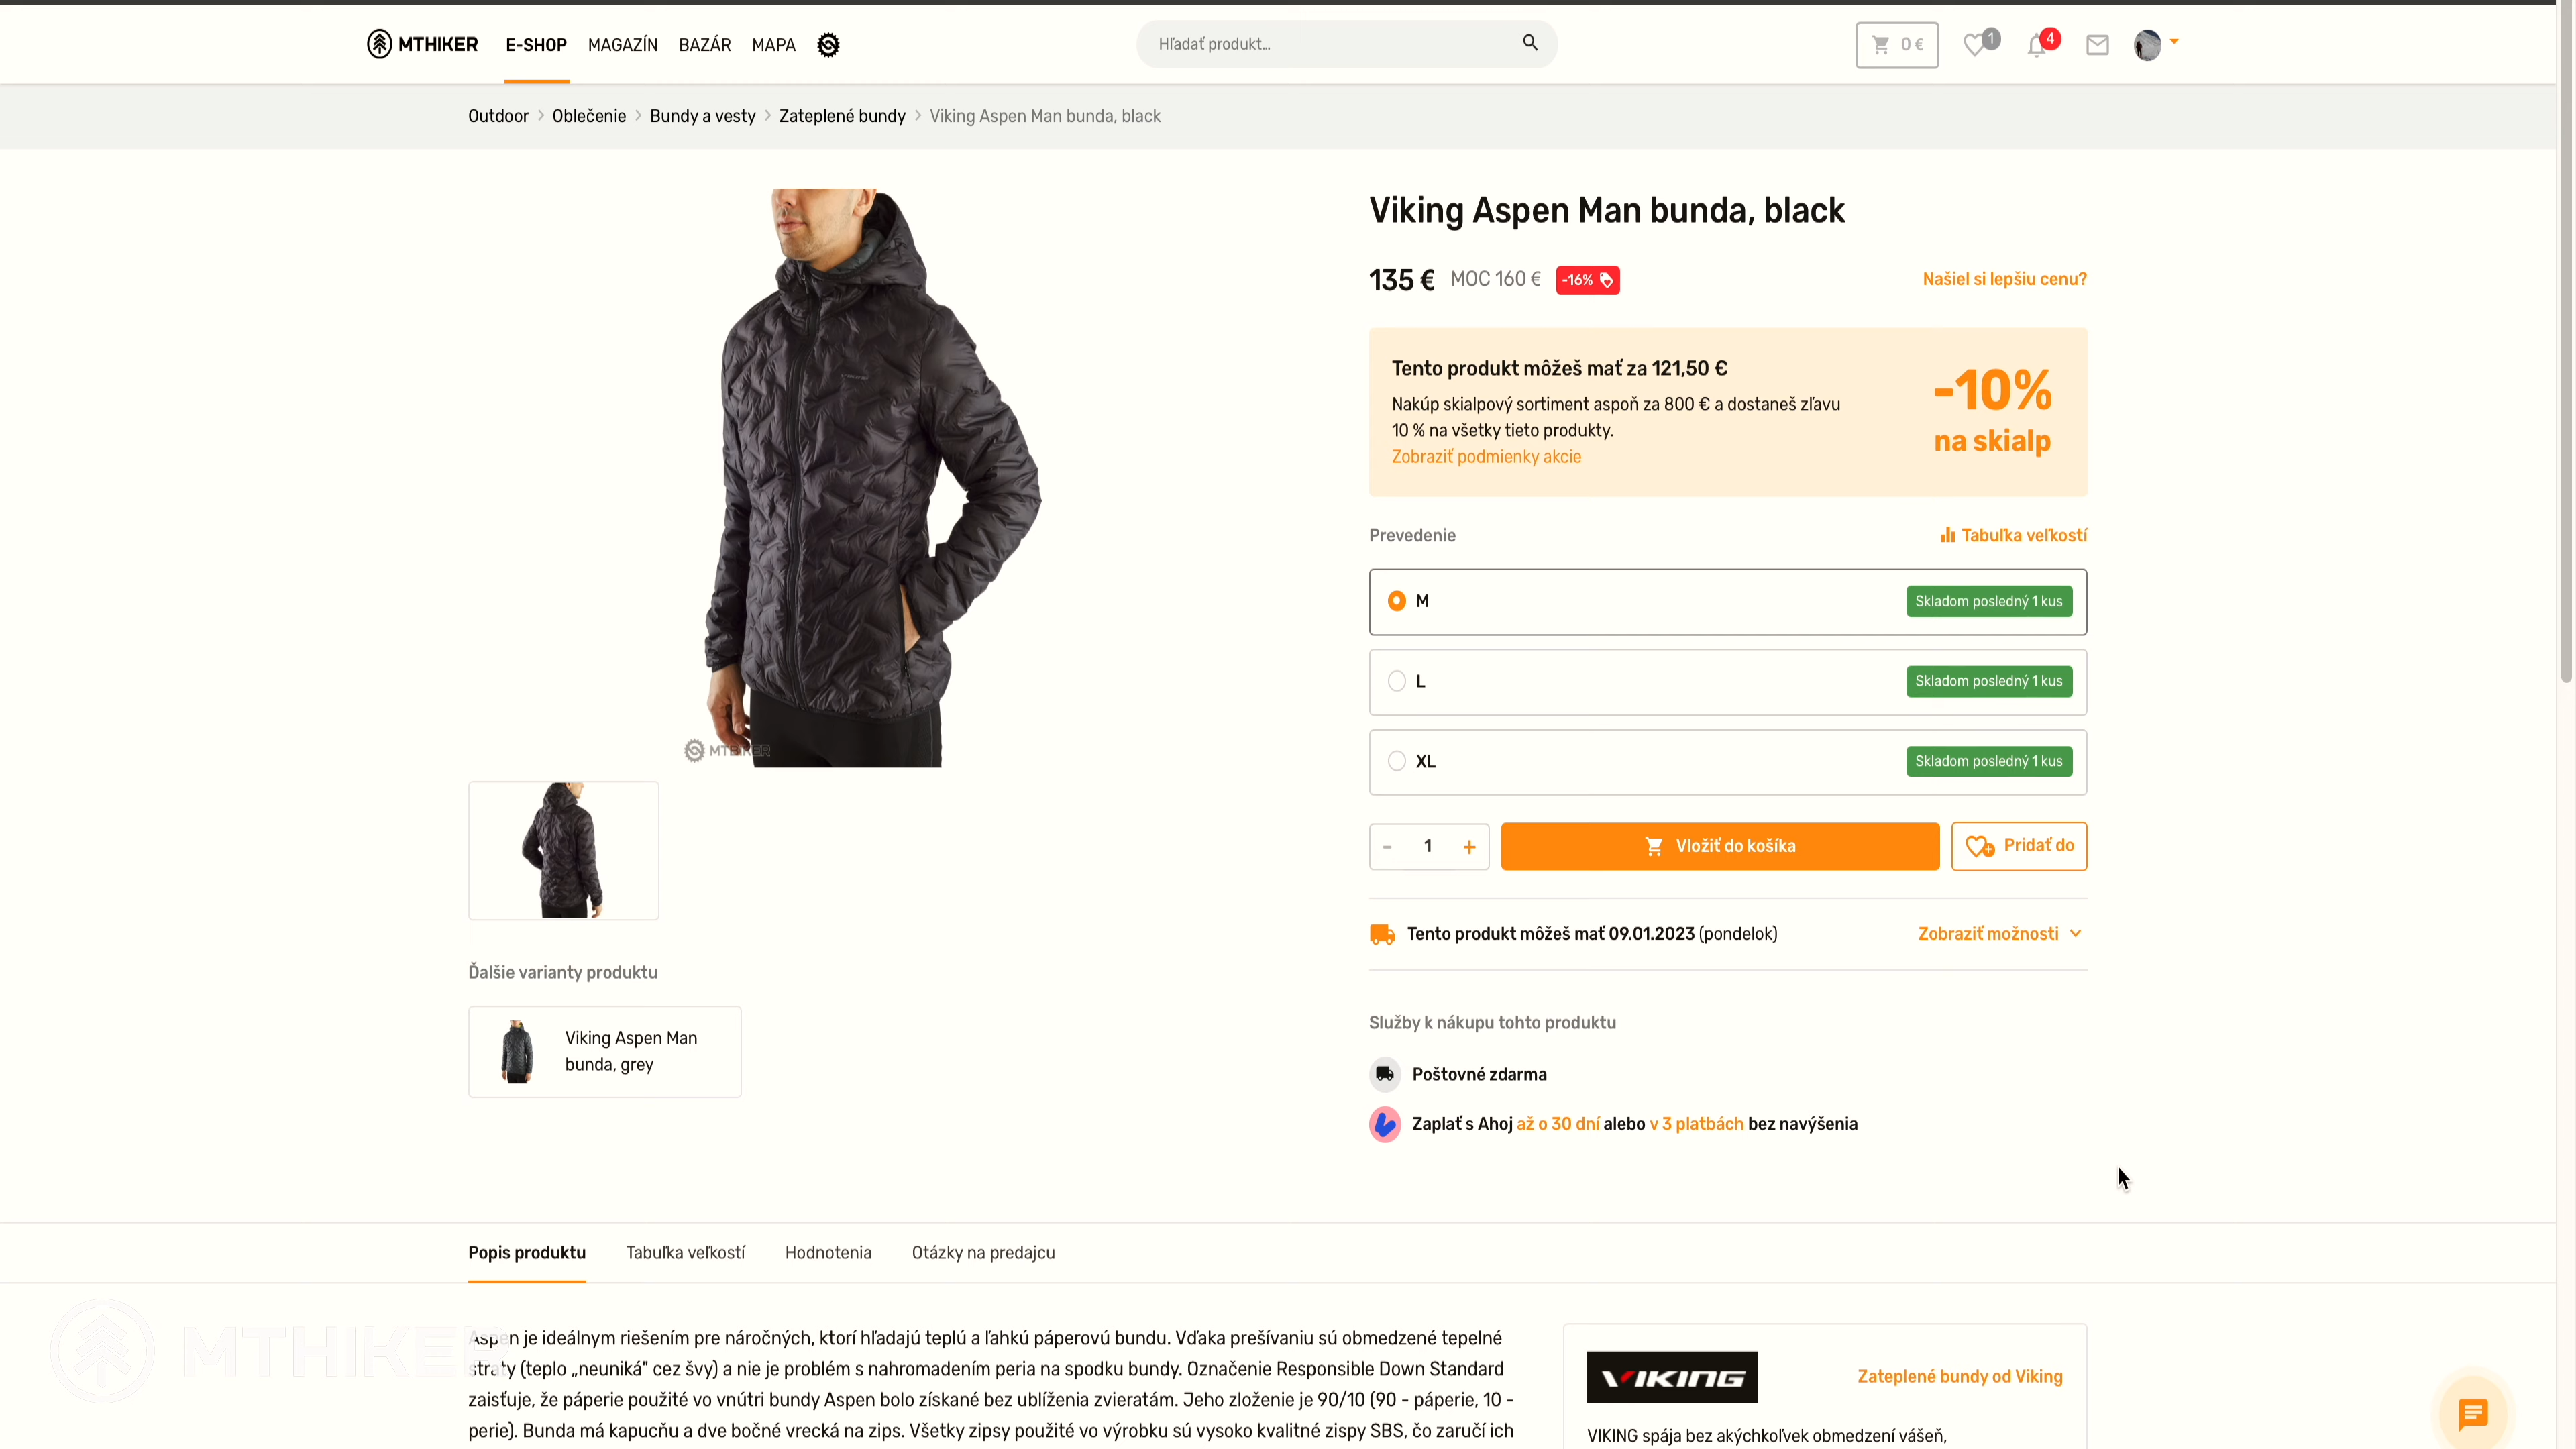 MTHIKER E-SHOP MAGAZÍN BAZÁR MAPA
Hľadať produkt...
0 € 1 4
Outdoor > Oblečenie > Bundy a vesty > Zateplené bundy > Viking Aspen Man bunda, black
Viking Aspen Man bunda, black
135 € MOC 160 € -16% Našiel si lepšiu cenu?
Tento produkt môžeš mať za 121,50 €
Nakúp skialpový sortiment aspoň za 800 € a dostaneš zľavu
10 % na všetky tieto produkty.
Zobraziť podmienky akcie
-10%
na skialp
Prevedenie Tabuľka veľkostí
M Skladom posledný 1 kus
L Skladom posledný 1 kus
XL Skladom posledný 1 kus
- 1 + Vložiť do košíka Pridať do
Tento produkt môžeš mať 09.01.2023 (pondelok) Zobraziť možnosti
Služby k nákupu tohto produktu
Poštovné zdarma
Zaplať s Ahoj až o 30 dní alebo v 3 platbách bez navýšenia
MTBIKER
Ďalšie varianty produktu
Viking Aspen Man
bunda, grey
Popis produktu Tabuľka veľkostí Hodnotenia Otázky na predajcu
Aspen je ideálnym riešením pre náročných, ktorí hľadajú teplú a ľahkú páperovú bundu. Vďaka prešívaniu sú obmedzené tepelné
straty (teplo „neuniká" cez švy) a nie je problém s nahromadením peria na spodku bundy. Označenie Responsible Down Standard
zaisťuje, že páperie použité vo vnútri bundy Aspen bolo získané bez ublíženia zvieratám. Jeho zloženie je 90/10 (90 - páperie, 10 -
perie). Bunda má kapucňu a dve bočné vrecká na zips. Všetky zipsy použité vo výrobku sú vysoko kvalitné zispy SBS, čo zaručí ich
VIKING Zateplené bundy od Viking
VIKING spája bez akýchkoľvek obmedzení vášeň,
MTHIKER